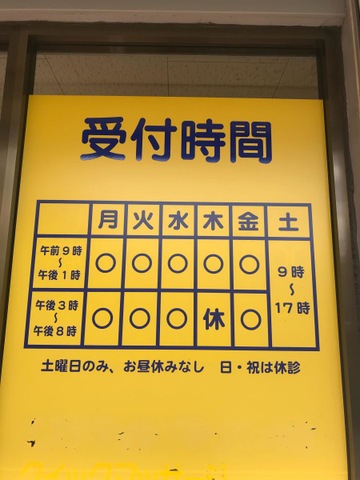 受付時間
月 火 水 木 金 土
午前9時～午後1時 ○ ○ ○ ○ ○ 9時～17時
午後3時～午後8時 ○ ○ ○ 休 ○
土曜日のみ、お昼休みなし 日・祝は休診